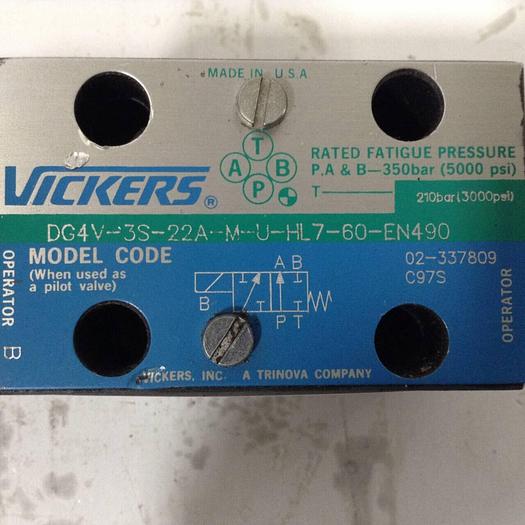 MADE IN U.S.A
T
A B
P
VICKERS®
RATED FATIGUE PRESSURE
P.A & B—350bar (5000 psi)
T— 210bar(3000psi)
DG4V-3S-22A-M-U-HL7-60-EN490
MODEL CODE
(When used as
a pilot valve)
02-337809
C97S
A B
B
P T
OPERATOR B
OPERATOR
VICKERS, INC. A TRINOVA COMPANY